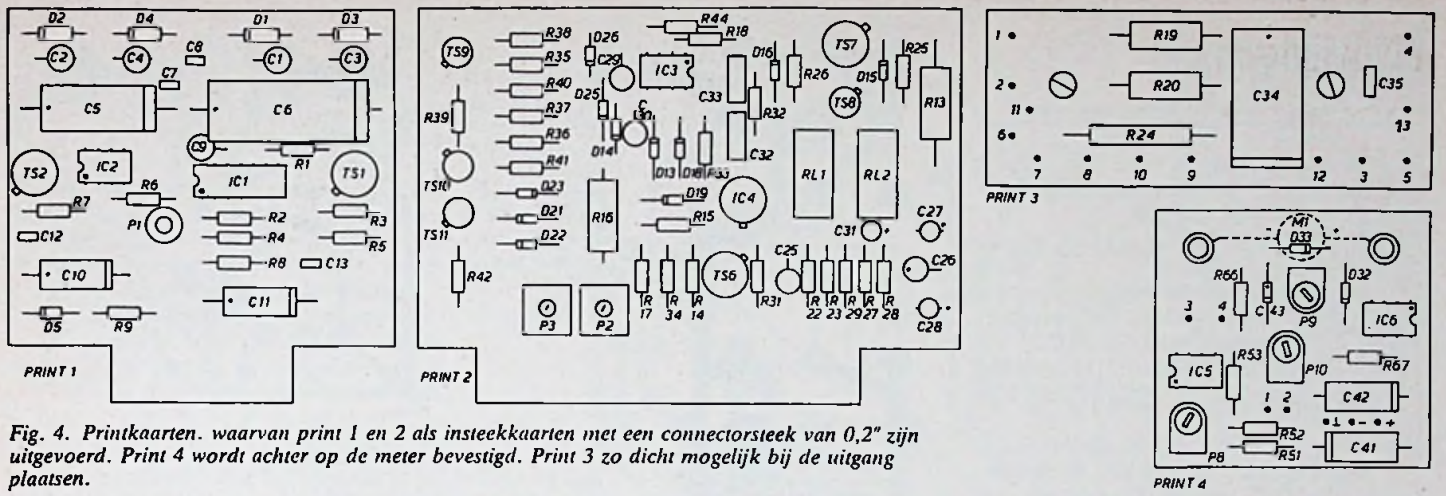 D2 D4 D1 D3
C2 C4 C8 C1 C3
C7
C5 C6
C9 R1
TS2 IC2 IC1 TS1
R6
R7 P1 R2 R3
C12 R4 R5
R8 C13
C10 C11
D5 R9
PRINT 1
R44
R38 D26 R18 TS7
TS9 R35 C29 IC3 D16 R26 D15 R25
R40 D25 C33 TS8 R13
R39 R37 C30 R32
R36 D14 C32
R41 D13 D18 R33
TS10 D23 D19 IC4 RL1 RL2
TS11 D21 R16 R15 C27
D22 C31
R42 TS6 C25 C26
P3 P2 R17 R34 R14 R31 R22 R23 R29 R27 R28 C28
PRINT 2
1 R19 4
2 R20 C34 C35
11 13
6 R24
7 8 10 9 12 3 5
PRINT 3
M1
- +
D33
R66 D32
3 4 C43 P9 IC6
R53 P10 R67
IC5
1 2 C42
⊥ - +
P8 R52
R51 C41
PRINT 4
Fig. 4. Printkaarten. waarvan print 1 en 2 als insteekkaarten met een connectorsteek van 0,2" zijn
uitgevoerd. Print 4 wordt achter op de meter bevestigd. Print 3 zo dicht mogelijk bij de uitgang
plaatsen.